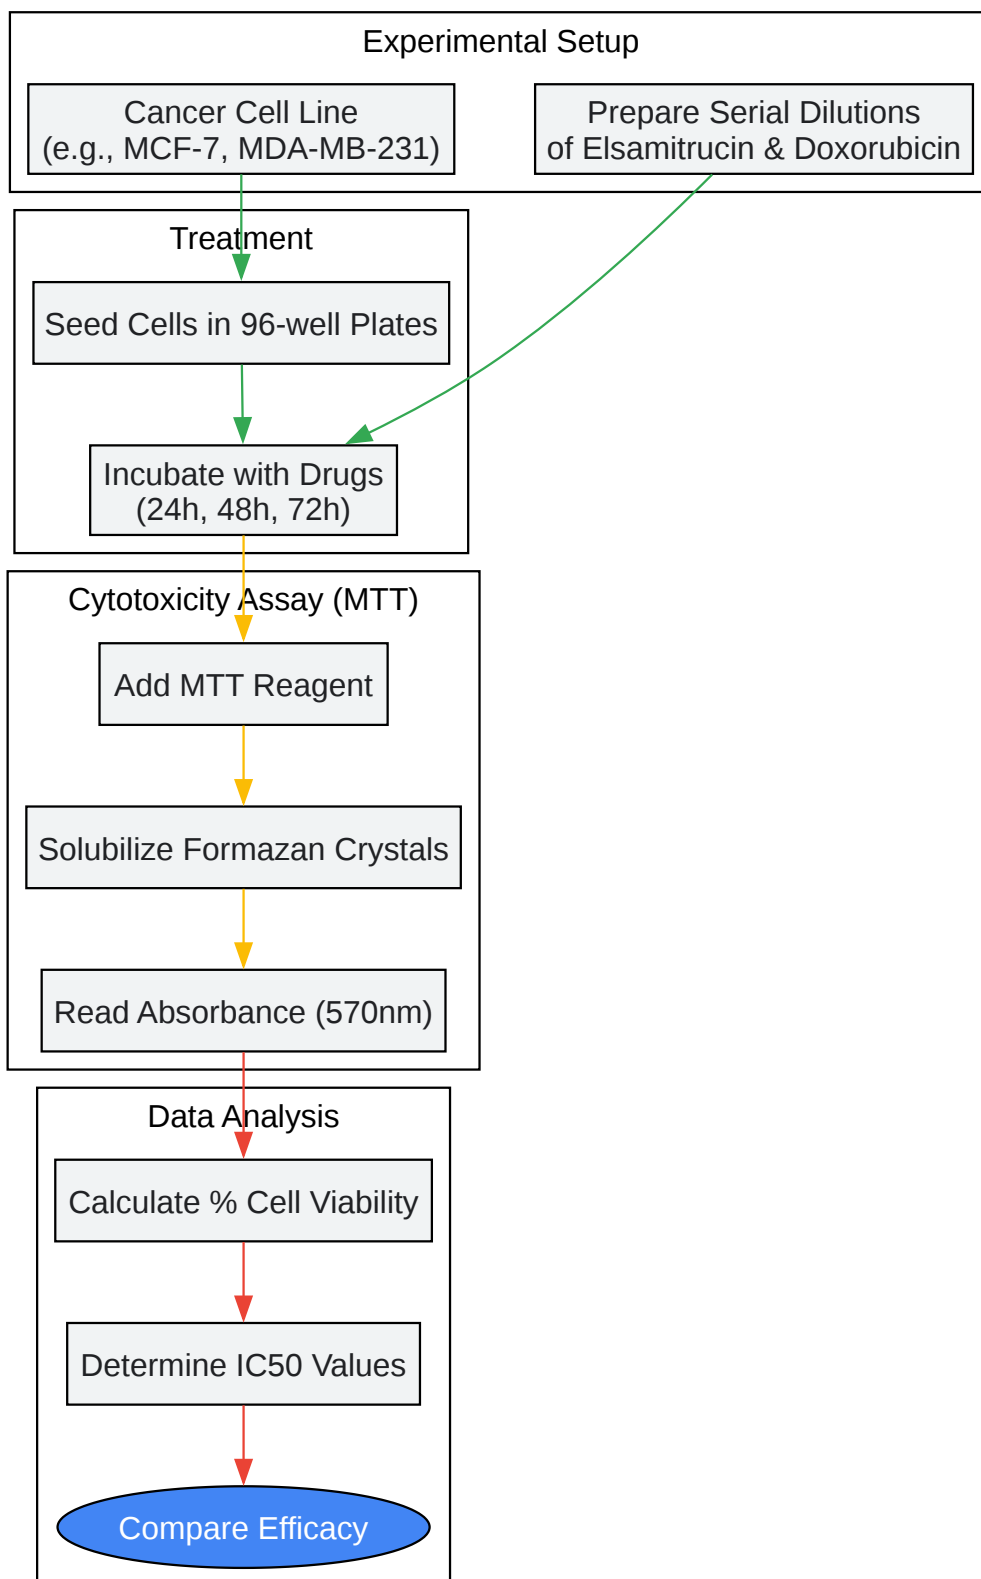 Experimental Setup
Cancer Cell Line
(e.g., MCF-7, MDA-MB-231)
Prepare Serial Dilutions
of Elsamitrucin & Doxorubicin
Treatment
Seed Cells in 96-well Plates
Incubate with Drugs
(24h, 48h, 72h)
Cytotoxicity Assay (MTT)
Add MTT Reagent
Solubilize Formazan Crystals
Read Absorbance (570nm)
Data Analysis
Calculate % Cell Viability
Determine IC50 Values
Compare Efficacy